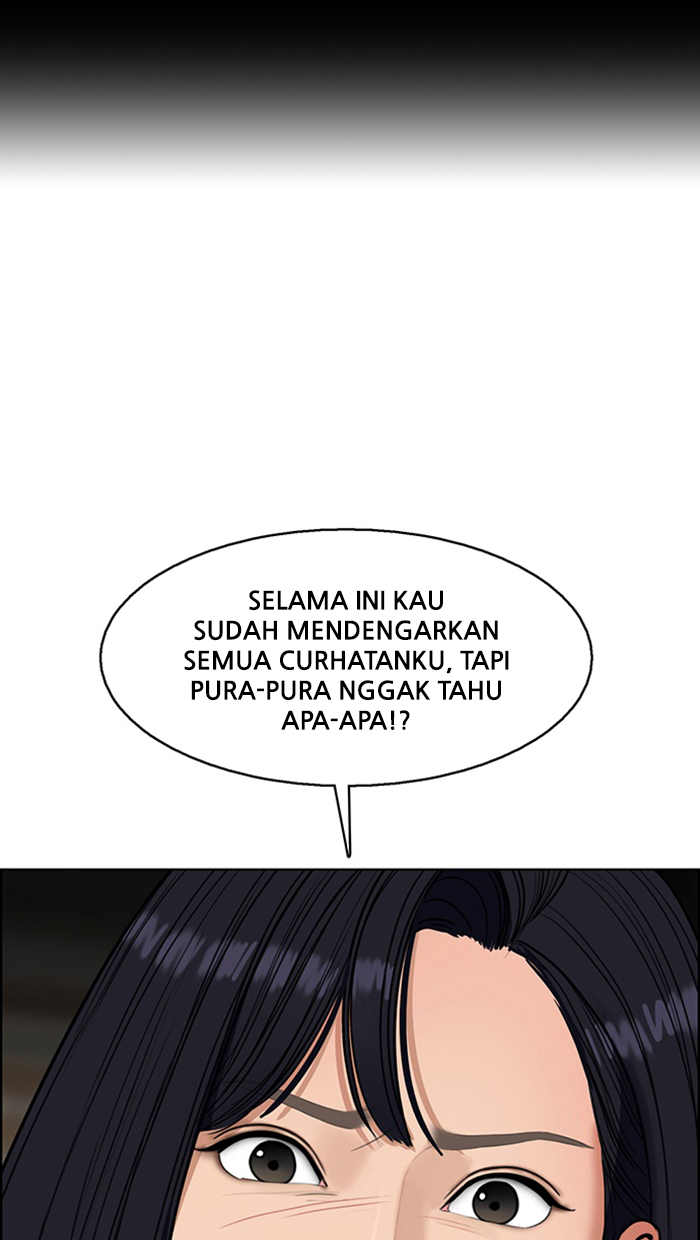 SELAMA INI KAU
SUDAH MENDENGARKAN
SEMUA CURHATANKU, TAPI
PURA-PURA NGGAK TAHU
APA-APA!?